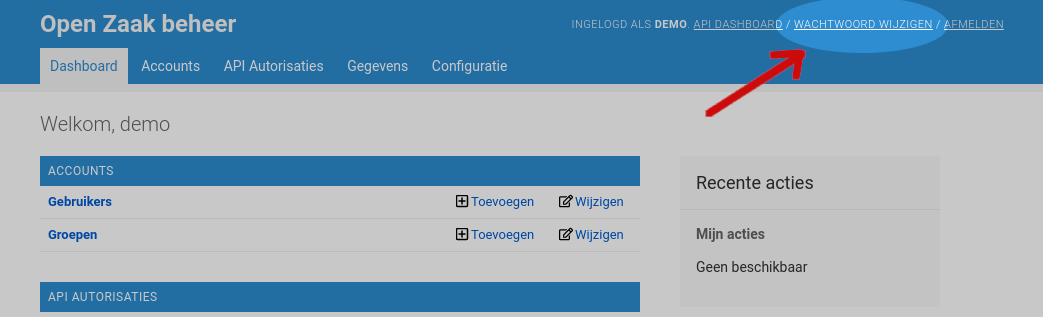 Open Zaak beheer
INGELOGD ALS DEMO. API DASHBOARD / WACHTWOORD WIJZIGEN / AFMELDEN
Dashboard Accounts API Autorisaties Gegevens Configuratie
Welkom, demo
ACCOUNTS
Gebruikers Toevoegen Wijzigen
Groepen Toevoegen Wijzigen
API AUTORISATIES
Recente acties
Mijn acties
Geen beschikbaar